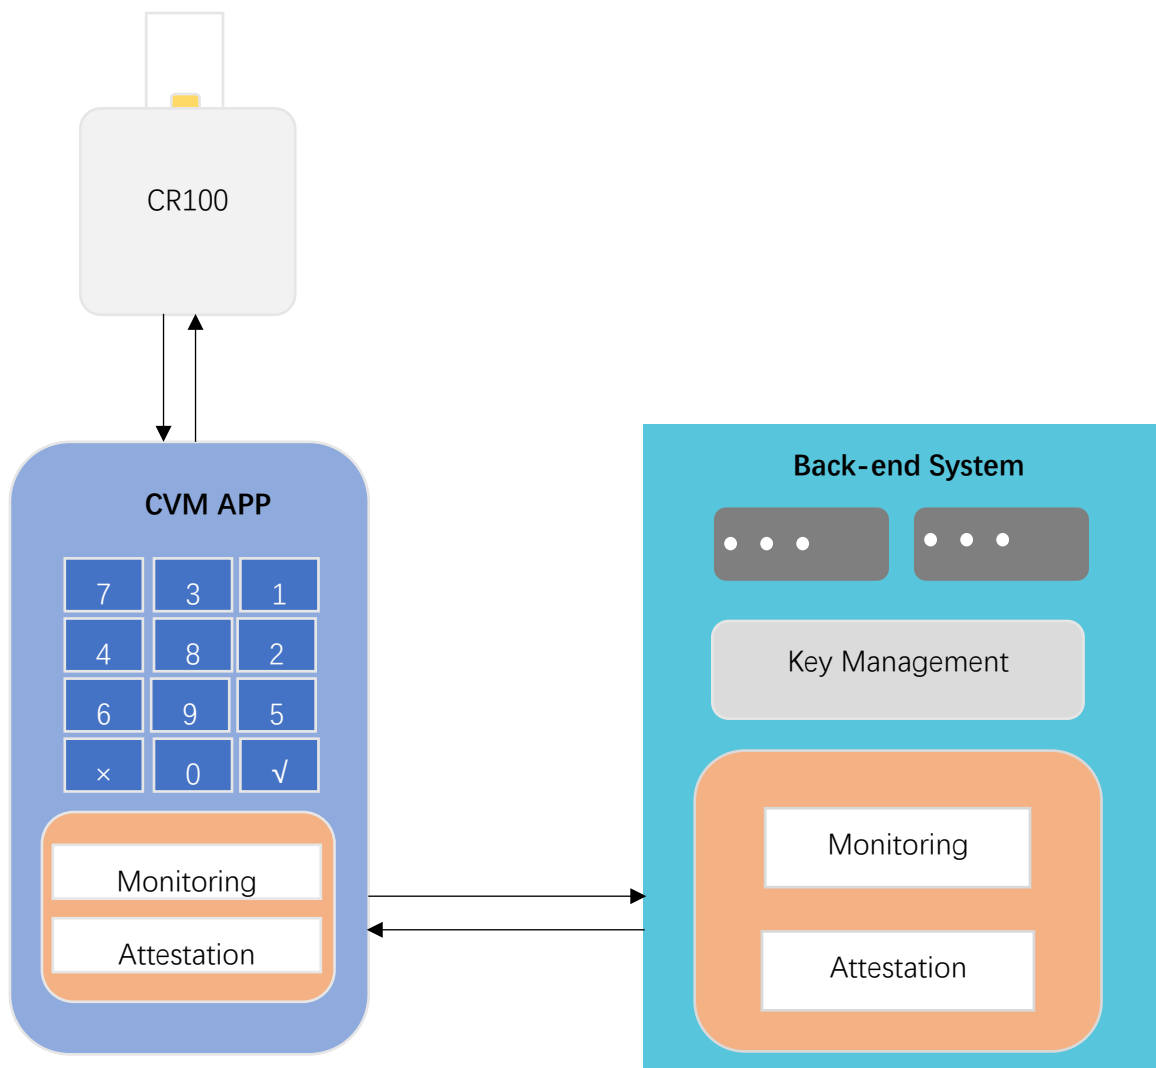 CR100
CVM APP
7 3 1
4 8 2
6 9 5
× 0 √
Monitoring
Attestation
Back-end System
Key Management
Monitoring
Attestation